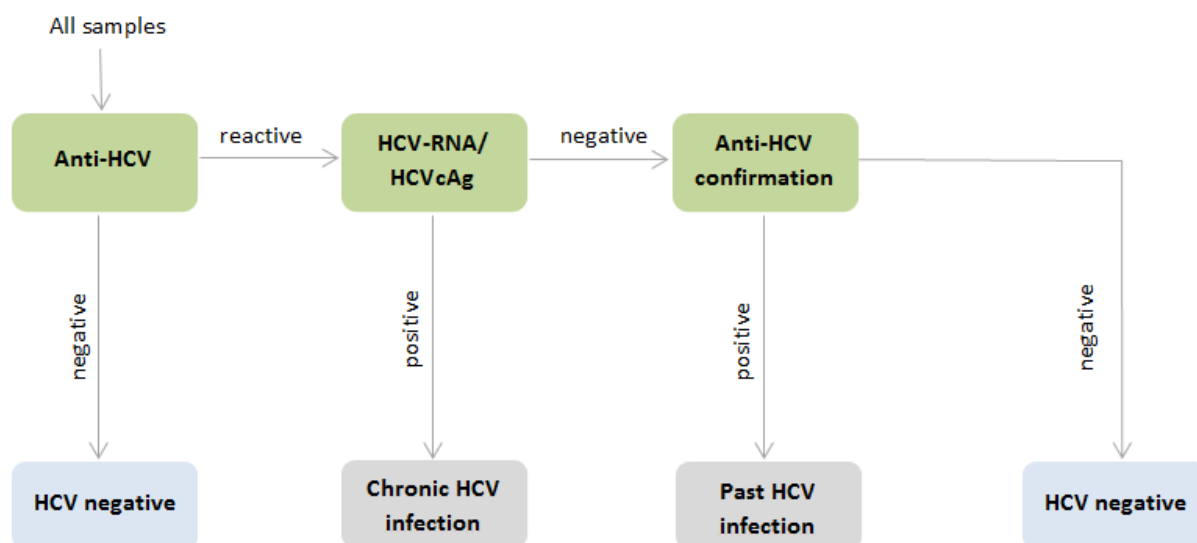 All samples
Anti-HCV
reactive
HCV-RNA/
HCVcAg
negative
Anti-HCV
confirmation
negative
positive
positive
negative
HCV negative
Chronic HCV
infection
Past HCV
infection
HCV negative